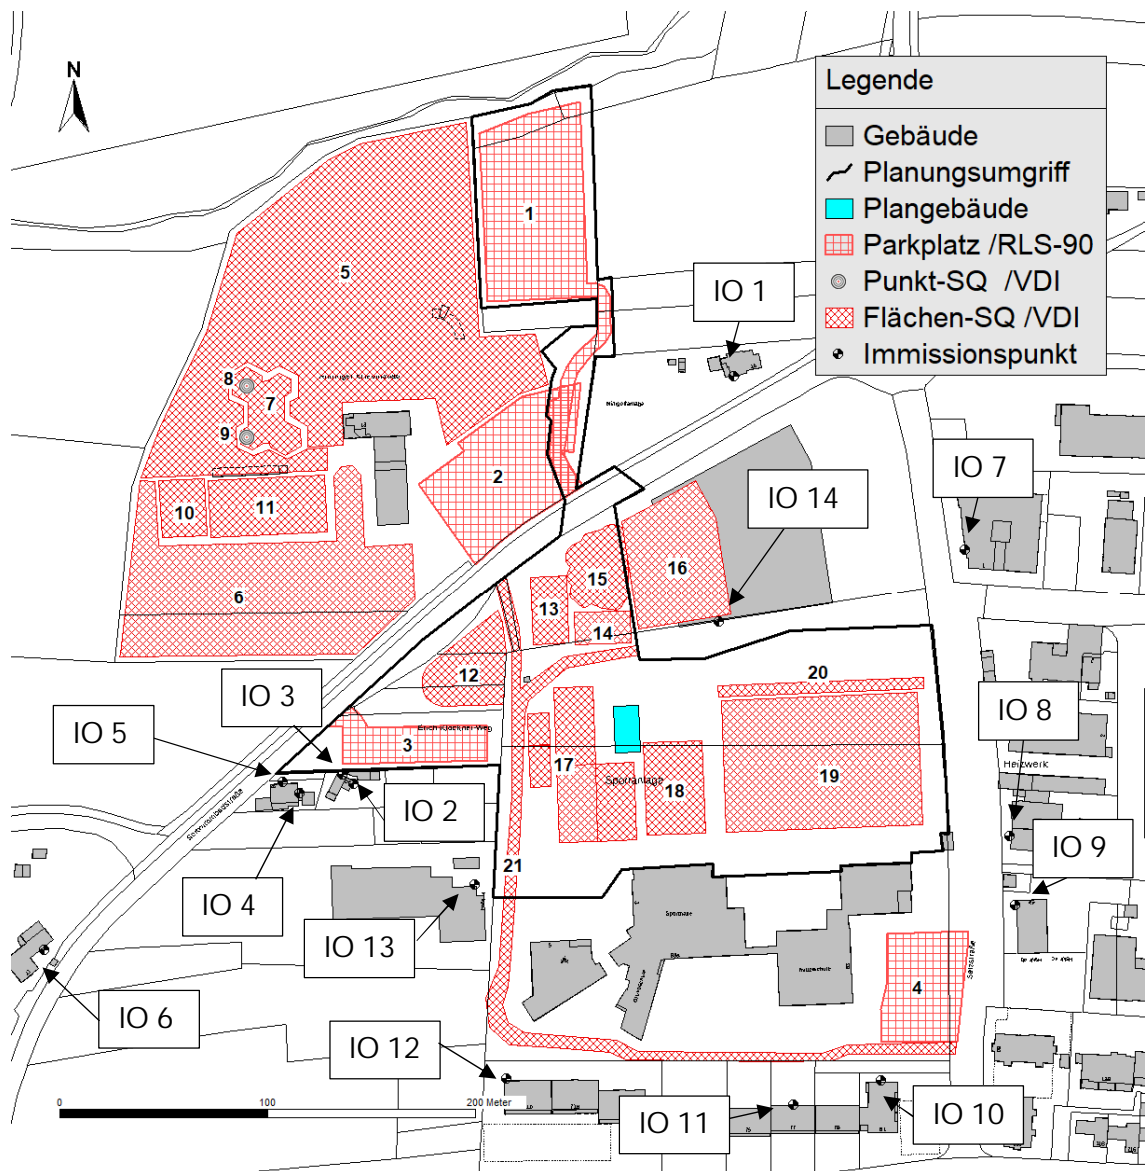 N
Legende
Gebäude
Planungsumgriff
Plangebäude
Parkplatz /RLS-90
Punkt-SQ /VDI
Flächen-SQ /VDI
Immissionspunkt
1
5
IO 1
8
7
9
2
IO 7
IO 14
10
11
16
15
13
14
6
12
20
IO 3
IO 5
IO 8
3
17
Sportanlage
18
19
Heizwerk
IO 2
21
IO 9
IO 4
IO 13
4
IO 6
IO 12
0
100
200 Meter
IO 11
IO 10